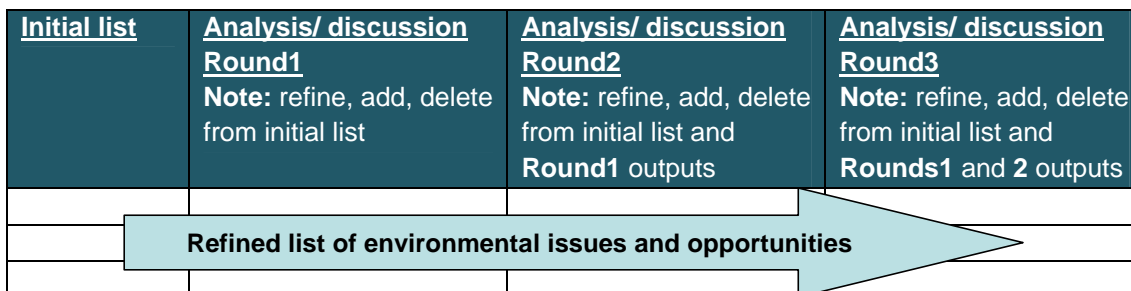 Initial list
Analysis/ discussion
Round1
Note: refine, add, delete
from initial list
Analysis/ discussion
Round2
Note: refine, add, delete
from initial list and
Round1 outputs
Analysis/ discussion
Round3
Note: refine, add, delete
from initial list and
Rounds1 and 2 outputs
Refined list of environmental issues and opportunities